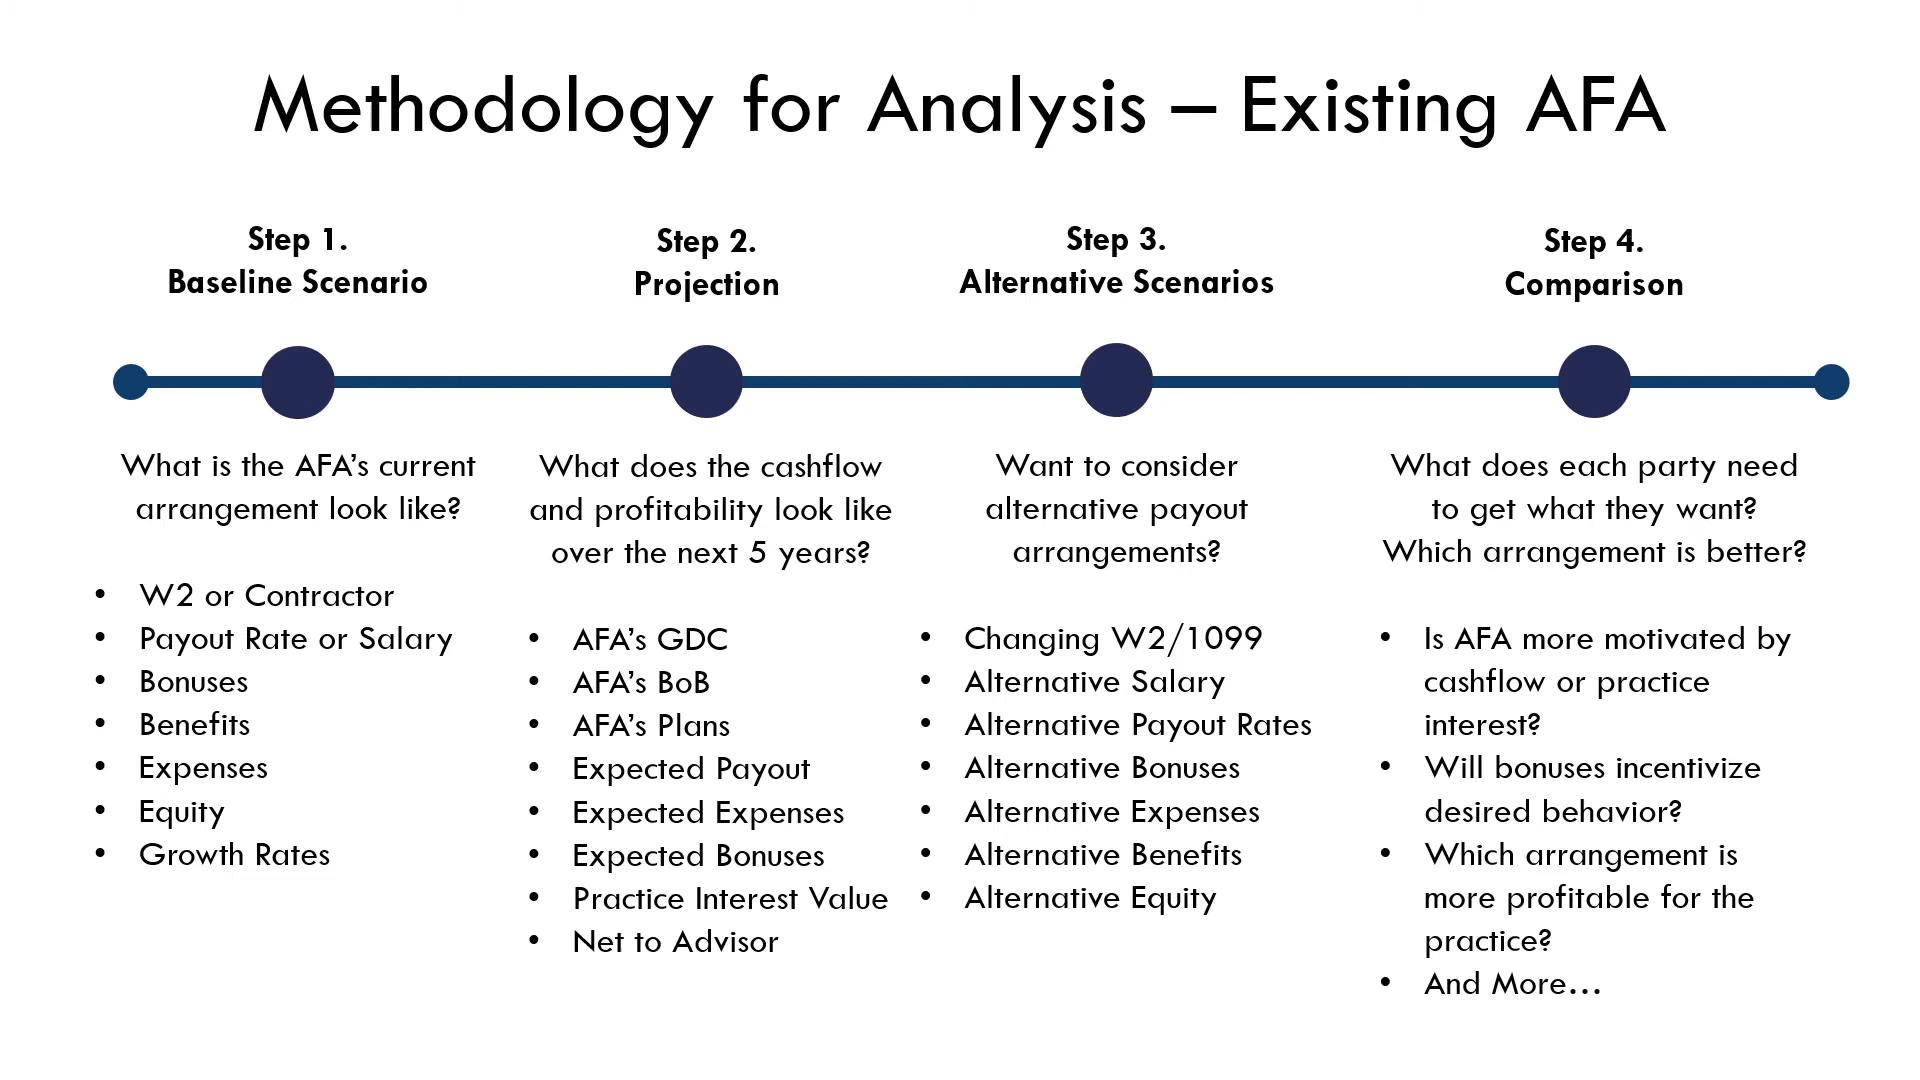 Methodology for Analysis – Existing AFA
Step 1.
Baseline Scenario
What is the AFA’s current
arrangement look like?
• W2 or Contractor
• Payout Rate or Salary
• Bonuses
• Benefits
• Expenses
• Equity
• Growth Rates
Step 2.
Projection
What does the cashflow
and profitability look like
over the next 5 years?
• AFA’s GDC
• AFA’s BoB
• AFA’s Plans
• Expected Payout
• Expected Expenses
• Expected Bonuses
• Practice Interest Value
• Net to Advisor
Step 3.
Alternative Scenarios
Want to consider
alternative payout
arrangements?
• Changing W2/1099
• Alternative Salary
• Alternative Payout Rates
• Alternative Bonuses
• Alternative Expenses
• Alternative Benefits
• Alternative Equity
Step 4.
Comparison
What does each party need
to get what they want?
Which arrangement is better?
• Is AFA more motivated by
cashflow or practice
interest?
• Will bonuses incentivize
desired behavior?
• Which arrangement is
more profitable for the
practice?
• And More…